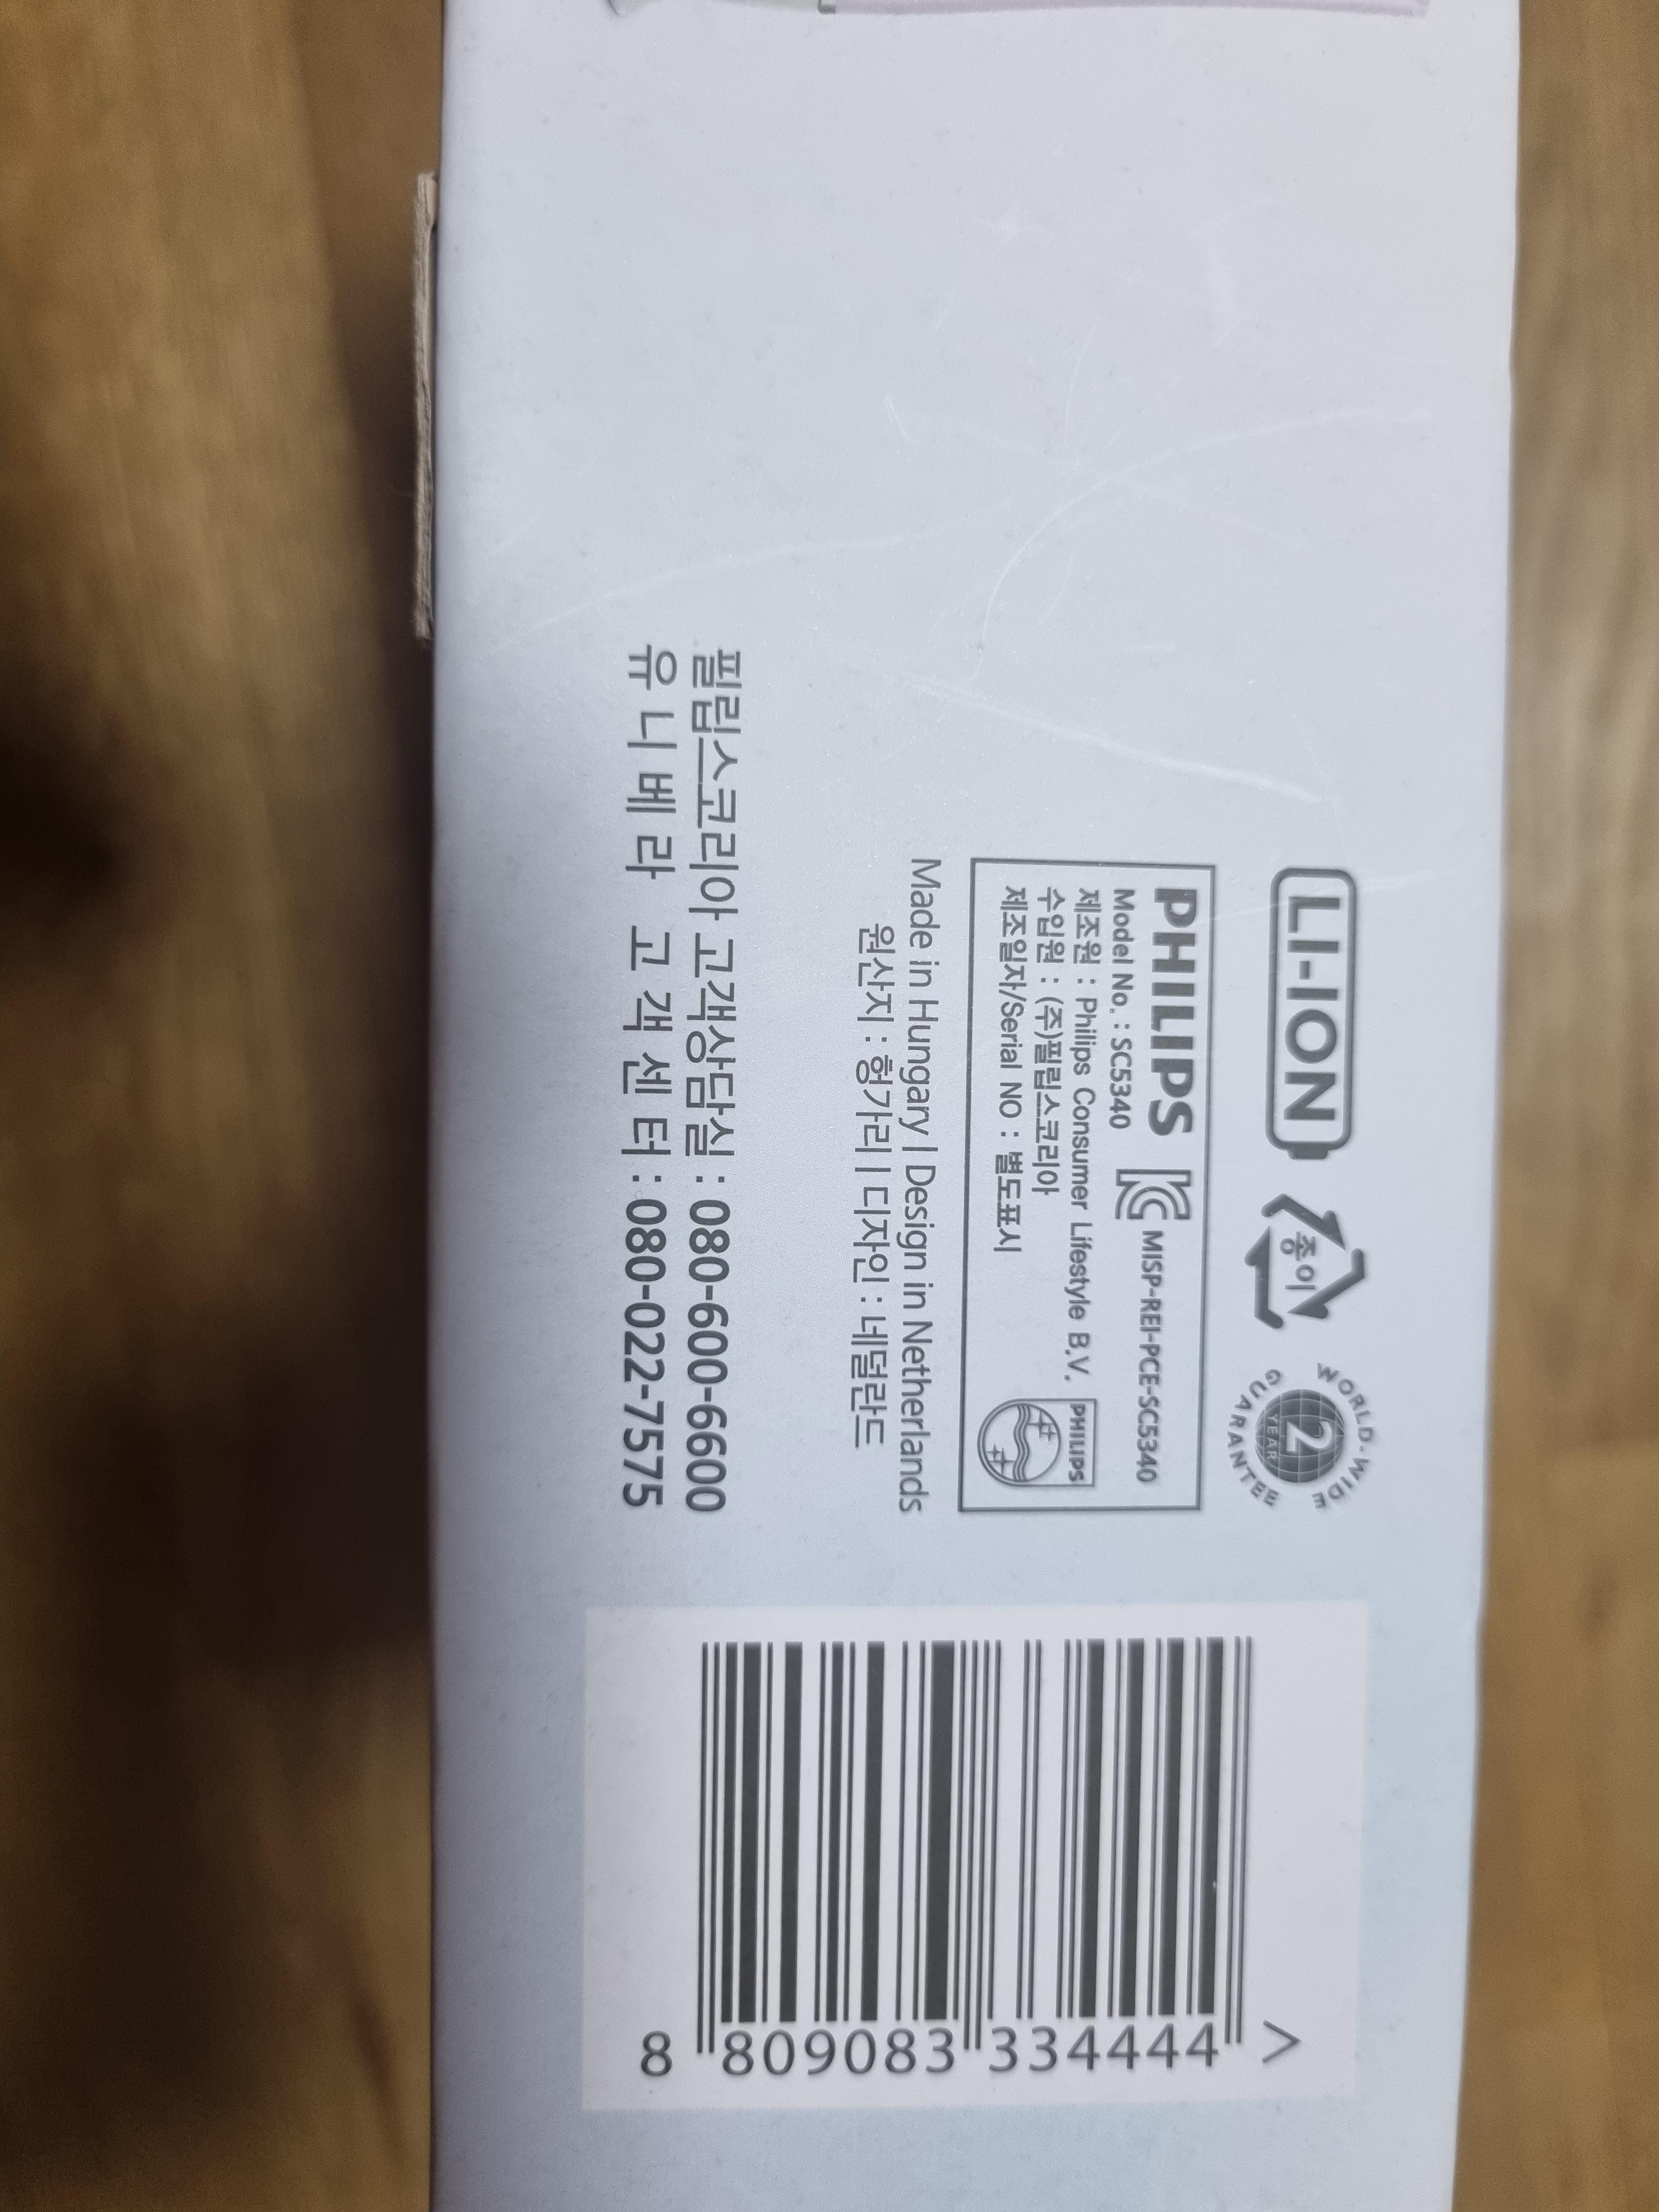 LI-ION
종이
WORLD-WIDE
2
YEAR
GUARANTEE
PHILIPS KC MISP-REI-PCE-SC5340
Model No. : SC5340
제조원 : Philips Consumer Lifestyle B.V.
수입원 : (주)필립스코리아
제조일자/Serial NO : 별도표시
PHILIPS
Made in Hungary | Design in Netherlands
원산지 : 헝가리 | 디자인 : 네덜란드
필립스코리아 고객상담실 : 080-600-6600
유 니 베 라 고 객 센 터 : 080-022-7575
8 809083 334444 >